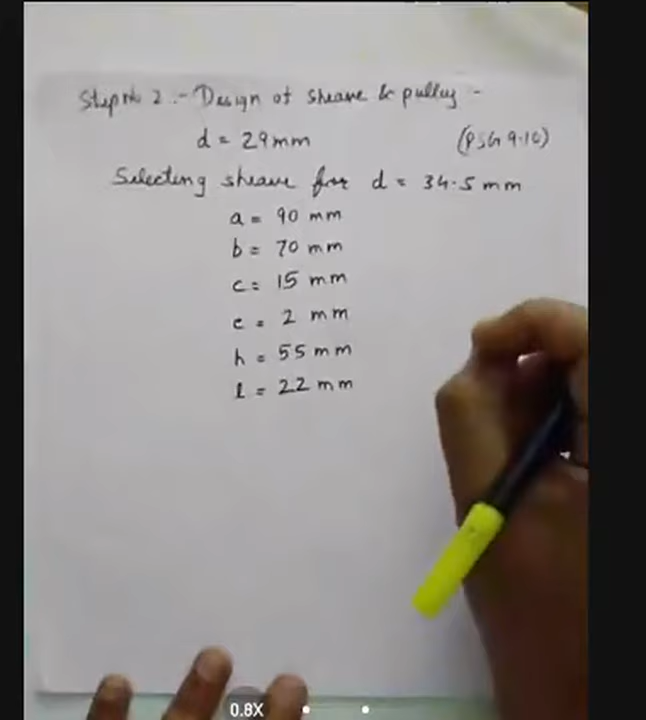 Step No 2 :- Design of sheave & pulley -
d = 29mm (PSG 9.10)
Selecting sheave for d = 34.5 mm
a = 90 mm
b = 70 mm
c = 15 mm
e = 2 mm
h = 55 mm
l = 22 mm
0.8X